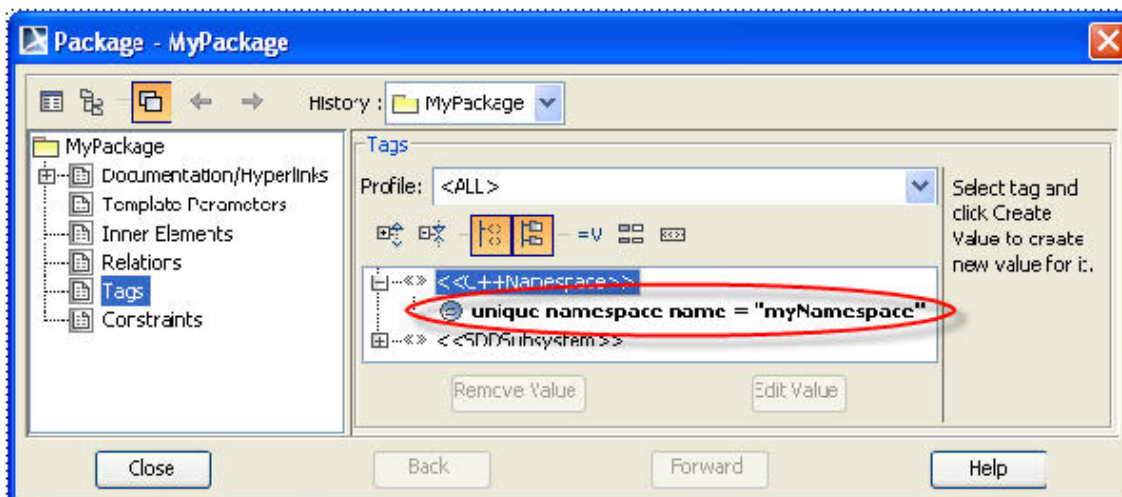 Package - MyPackage
History : MyPackage
MyPackage
Documentation/Hyperlinks
Template Parameters
Inner Elements
Relations
Tags
Constraints
Tags
Profile: <ALL>
=V
<<C++Namespace>>
unique namespace name = "myNamespace"
<<SDDSubsystem>>
Remove Value
Edit Value
Select tag and
click Create
Value to create
new value for it.
Close
Back
Forward
Help